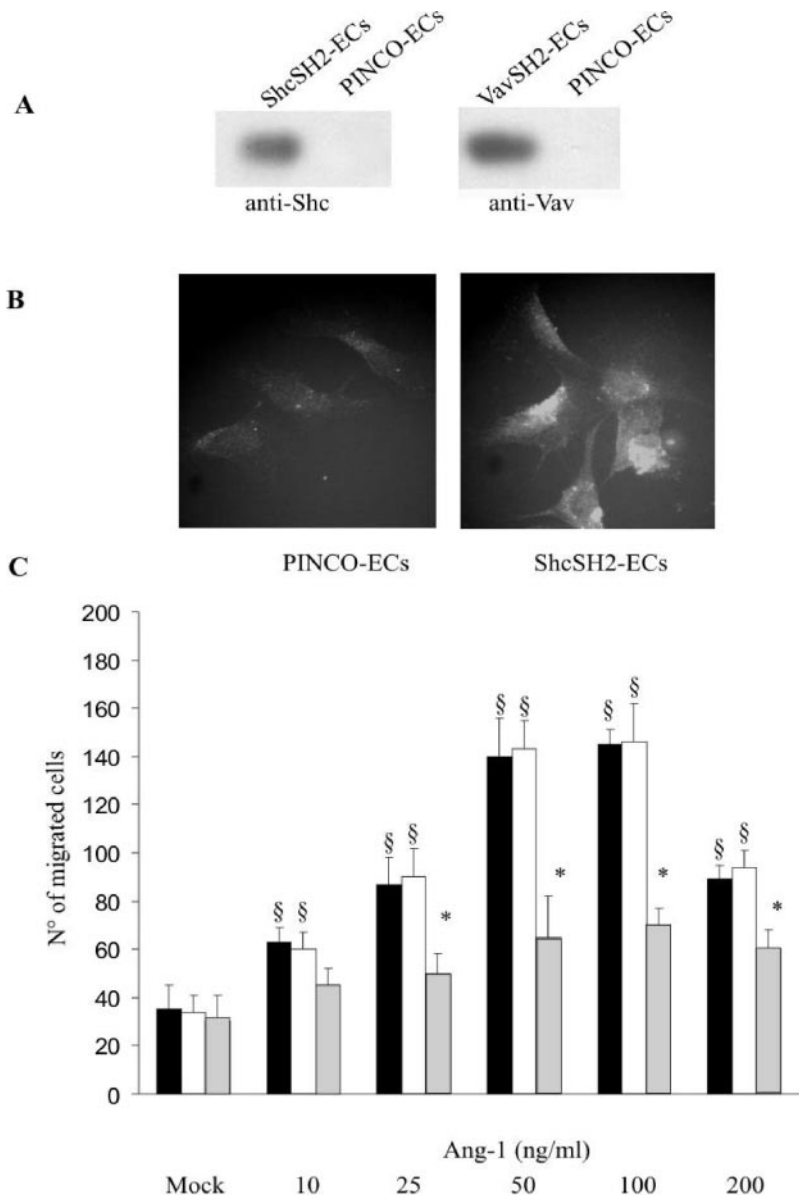 A
ShcSH2-ECs PINCO-ECs VavSH2-ECs PINCO-ECs
anti-Shc anti-Vav
B
PINCO-ECs ShcSH2-ECs
C
N° of migrated cells
200
180
160
140
120
100
80
60
40
20
0
§ § § § * § § * § § * § § *
Ang-1 (ng/ml)
Mock 10 25 50 100 200